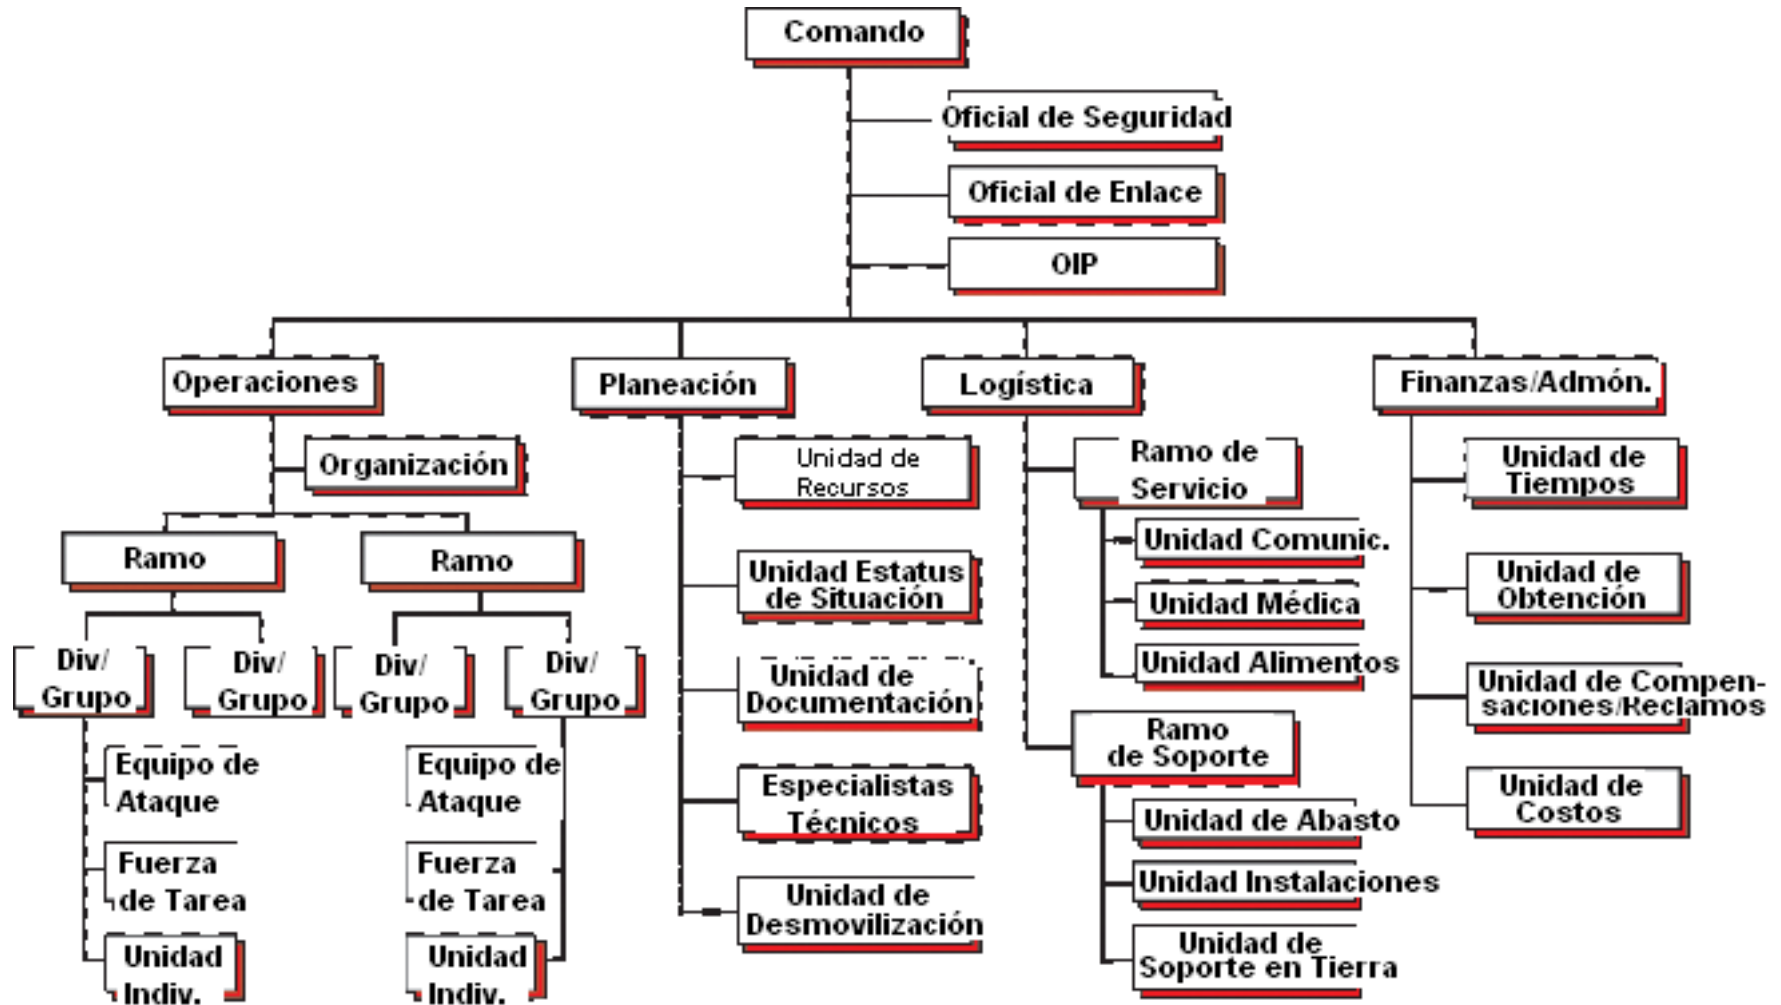 Comando
Oficial de Seguridad
Oficial de Enlace
OIP
Operaciones
Organización
Ramo
Div/
Grupo
Equipo de
Ataque
Fuerza
de Tarea
Unidad
Indiv.
Div/
Grupo
Ramo
Div/
Grupo
Div/
Grupo
Equipo de
Ataque
Fuerza
de Tarea
Unidad
Indiv.
Planeación
Unidad de
Recursos
Unidad Estatus
de Situación
Unidad de
Documentación
Especialistas
Técnicos
Unidad de
Desmovilización
Logística
Ramo de
Servicio
Unidad Comunic.
Unidad Médica
Unidad Alimentos
Ramo
de Soporte
Unidad de Abasto
Unidad Instalaciones
Unidad de
Soporte en Tierra
Finanzas/Admón.
Unidad de
Tiempos
Unidad de
Obtención
Unidad de Compen-
saciones/Reclamos
Unidad de
Costos